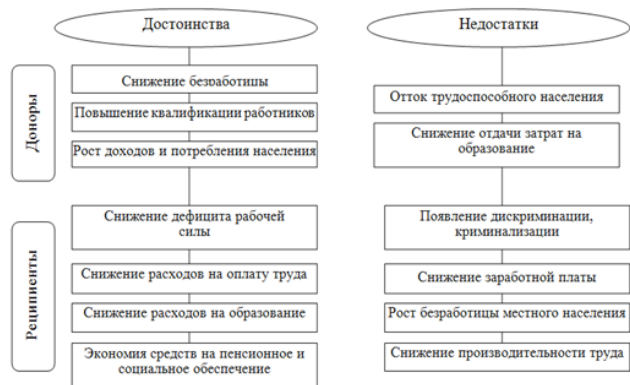 Достоинства
Недостатки
Доноры
Снижение безработицы
Повышение квалификации работников
Рост доходов и потребления населения
Отток трудоспособного населения
Снижение отдачи затрат на
образование
Реципиенты
Снижение дефицита рабочей
силы
Снижение расходов на оплату труда
Снижение расходов на образование
Экономия средств на пенсионное и
социальное обеспечение
Появление дискриминации,
криминализации
Снижение заработной платы
Рост безработицы местного населения
Снижение производительности труда